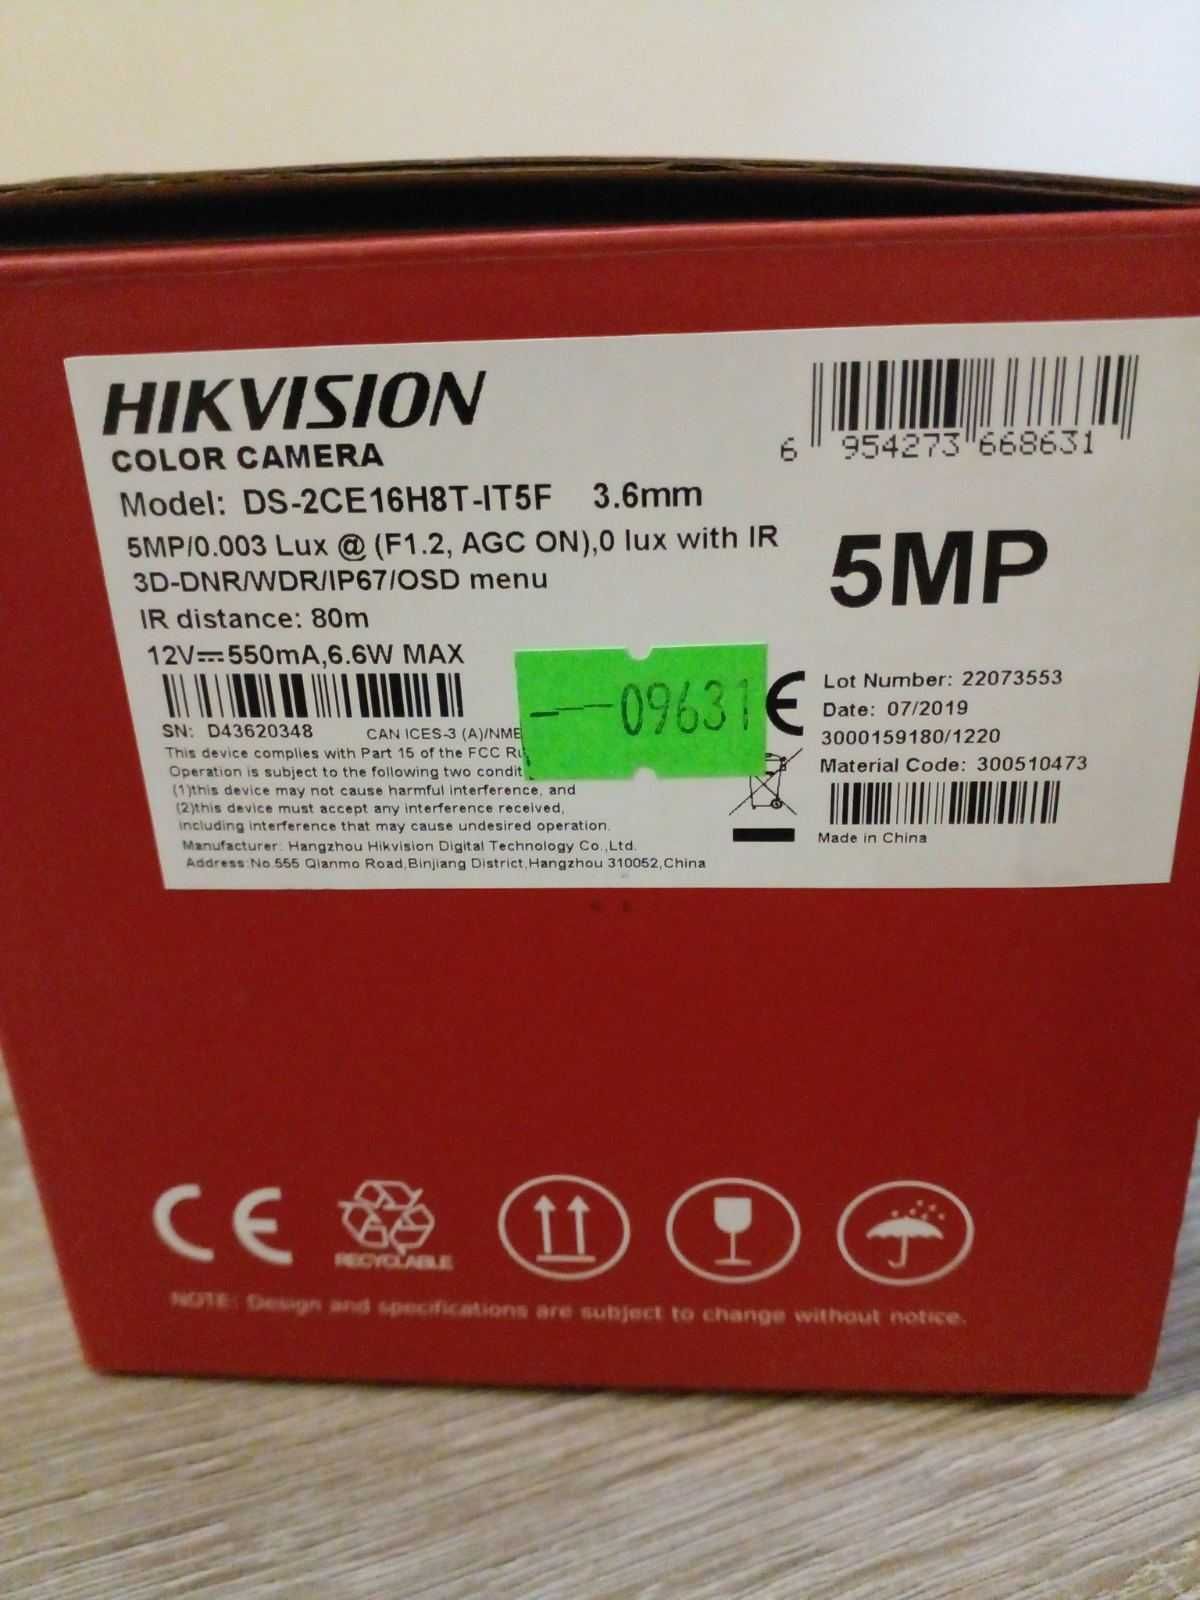 HIKVISION
COLOR CAMERA
Model: DS-2CE16H8T-IT5F 3.6mm
5MP/0.003 Lux @ (F1.2, AGC ON),0 lux with IR
3D-DNR/WDR/IP67/OSD menu
IR distance: 80m
12V⎓550mA,6.6W MAX
SN: D43620348 CAN ICES-3 (A)/NM
This device complies with Part 15 of the FCC
Operation is subject to the following two condit
(1)this device may not cause harmful interference, and
(2)this device must accept any interference received,
including interference that may cause undesired operation.
Manufacturer: Hangzhou Hikvision Digital Technology Co.,Ltd.
Address:No.555 Qianmo Road,Binjiang District,Hangzhou 310052,China
6 954273 668631
5MP
09631
CE
Lot Number: 22073553
Date: 07/2019
3000159180/1220
Material Code: 300510473
Made in China
CE
RECYCLABLE
NOTE: Design and specifications are subject to change without notice.